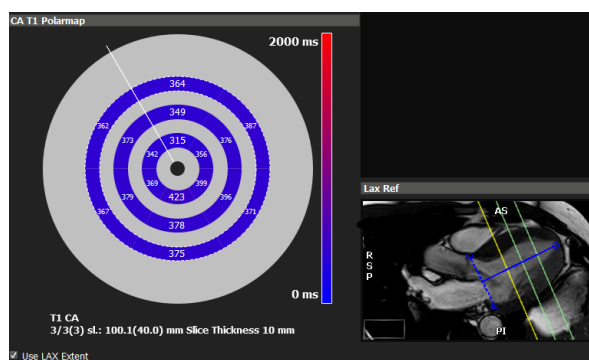 CA T1 Polarmap
2000 ms
364
362
387
349
373
376
315
342
356
369
399
423
379
396
378
367
371
375
0 ms
T1 CA
3/3(3) sl.: 100.1(40.0) mm Slice Thickness 10 mm
Use LAX Extent
Lax Ref
AS
R
S
P
PI